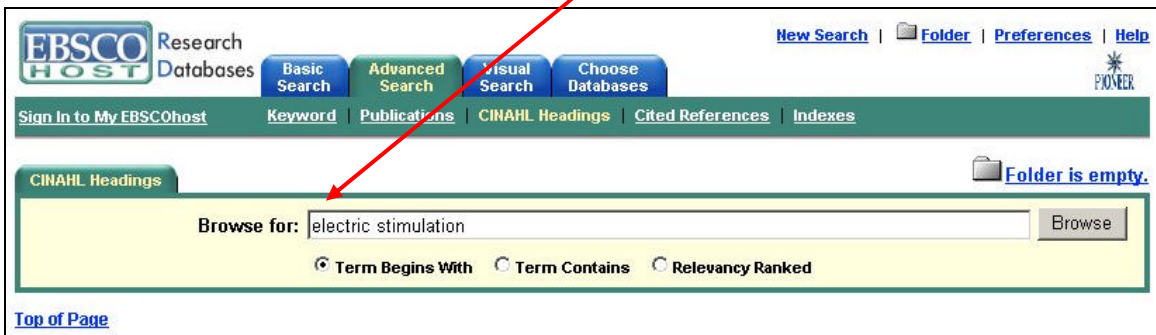 EBSCO HOST Research Databases
New Search | Folder | Preferences | Help
Basic Search Advanced Search Visual Search Choose Databases
PIONEER
Sign In to My EBSCOhost Keyword | Publications | CINAHL Headings | Cited References | Indexes
CINAHL Headings
Folder is empty.
Browse for: electric stimulation Browse
Term Begins With Term Contains Relevancy Ranked
Top of Page